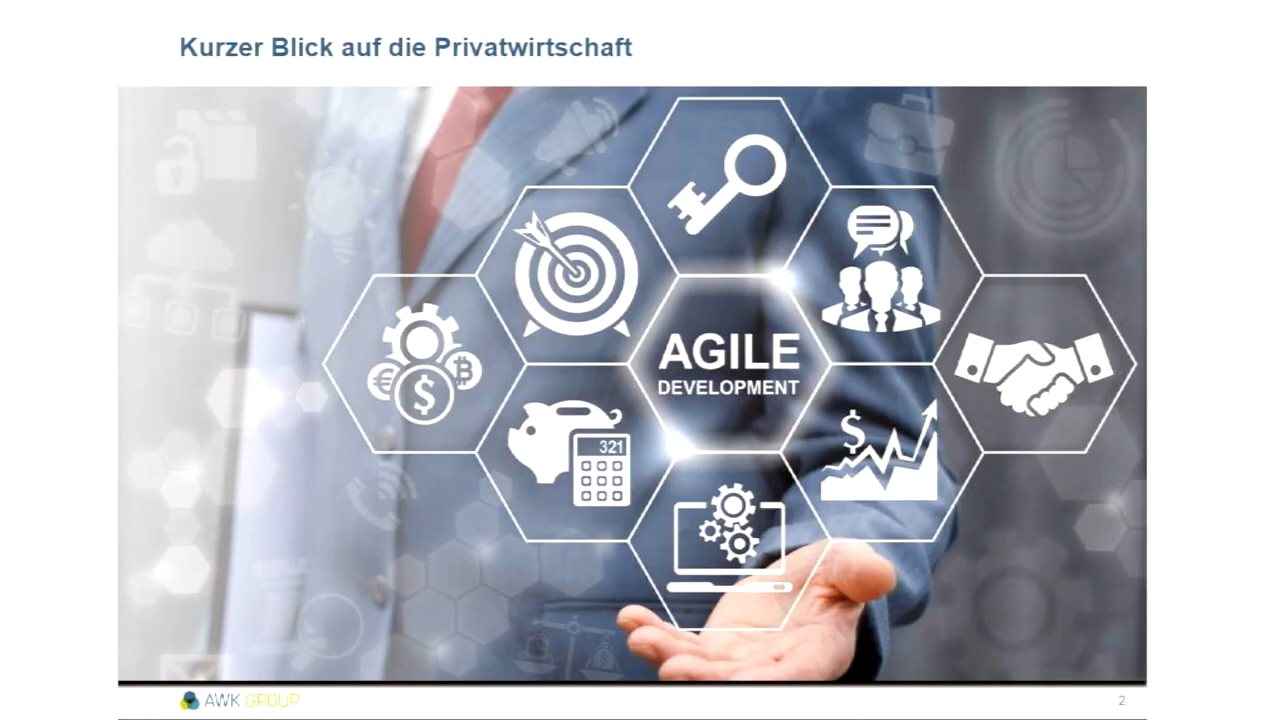 Kurzer Blick auf die Privatwirtschaft
AGILE
DEVELOPMENT
€
$
B
$
321
AWK GROUP
2